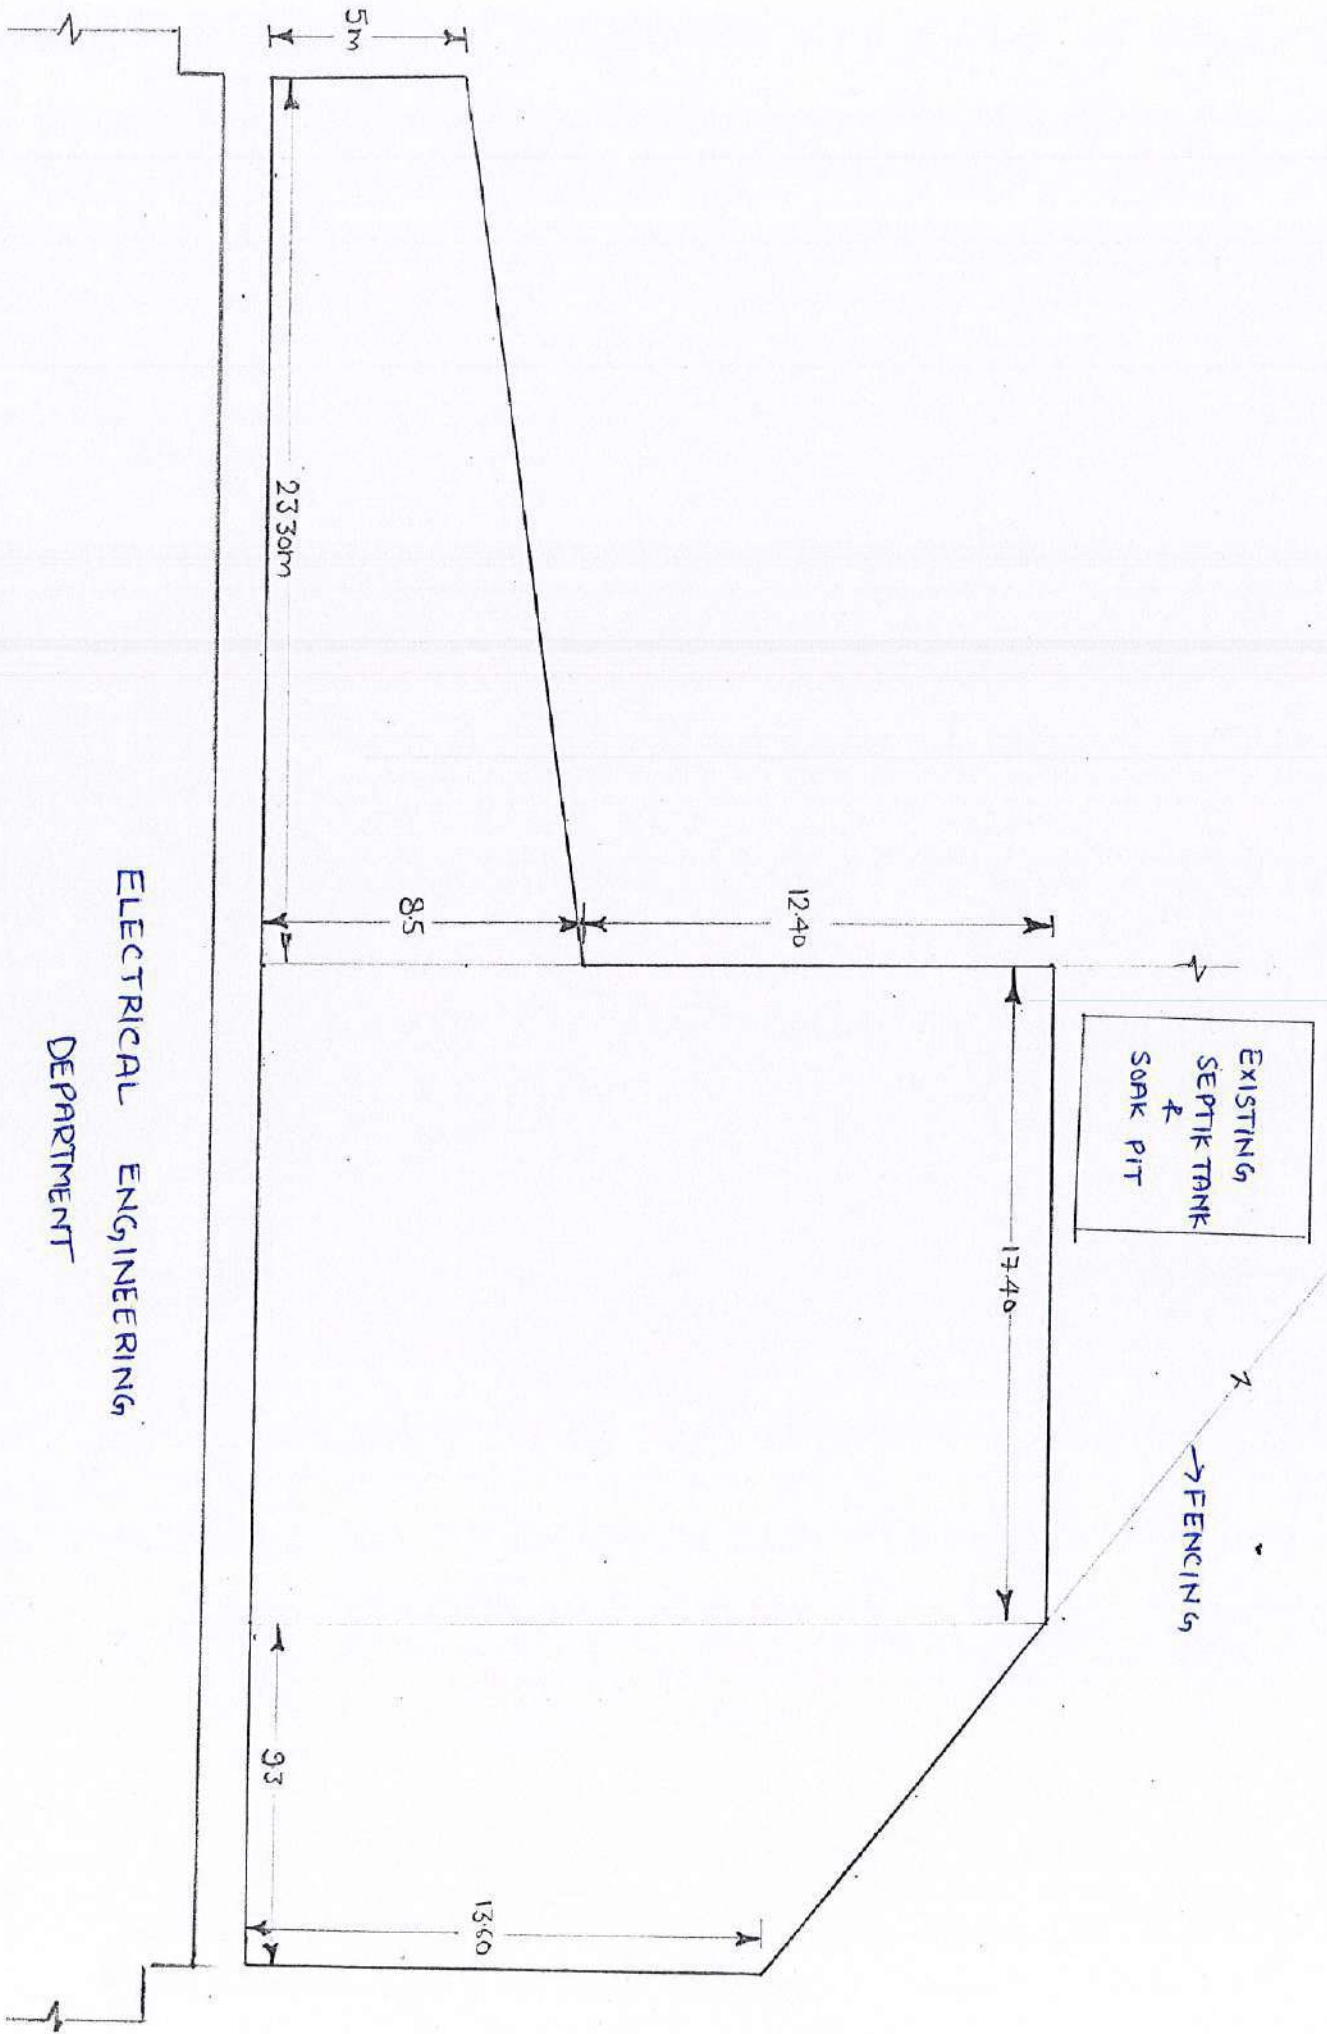 EXISTING
SEPTIK TANK
&
SOAK PIT
→FENCING
12.40
17.40
5m
23.30m
8.5
9.3
13.60
ELECTRICAL ENGINEERING
DEPARTMENT